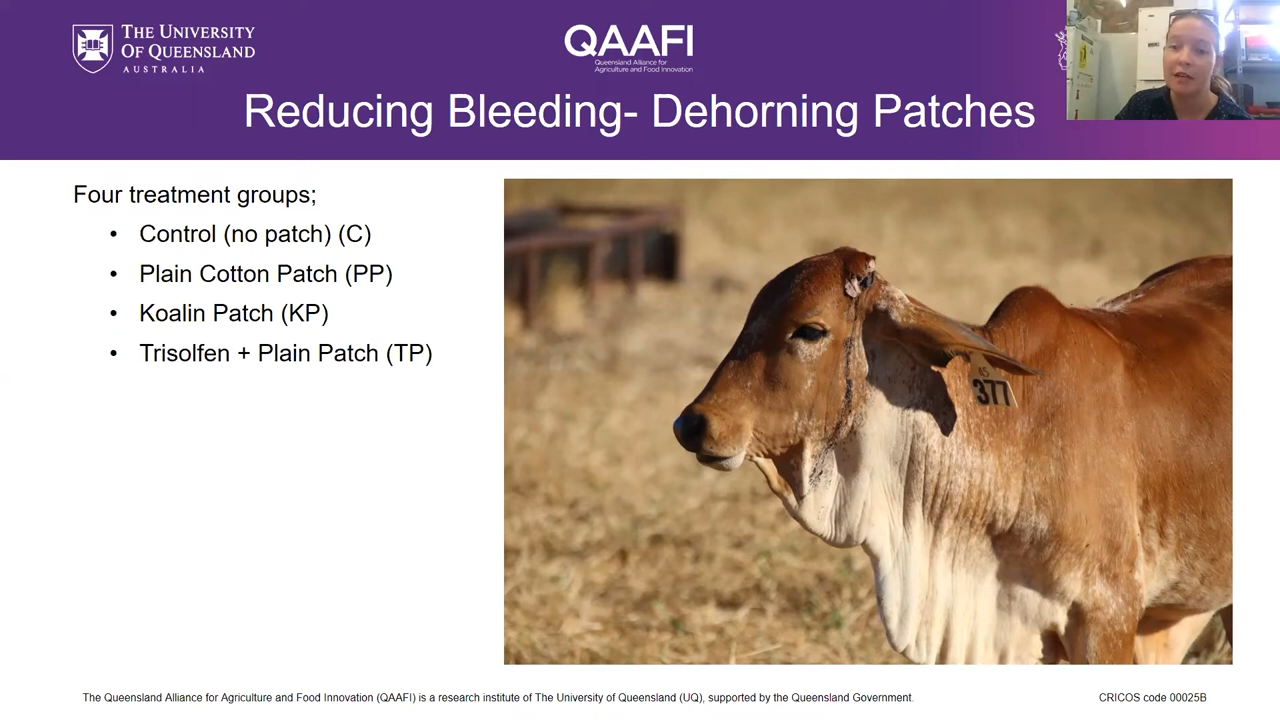 THE UNIVERSITY
OF QUEENSLAND
AUSTRALIA
QAAFI
Queensland Alliance for
Agriculture and Food Innovation
Reducing Bleeding- Dehorning Patches
Four treatment groups;
• Control (no patch) (C)
• Plain Cotton Patch (PP)
• Koalin Patch (KP)
• Trisolfen + Plain Patch (TP)
45
377
The Queensland Alliance for Agriculture and Food Innovation (QAAFI) is a research institute of The University of Queensland (UQ), supported by the Queensland Government.
CRICOS code 00025B